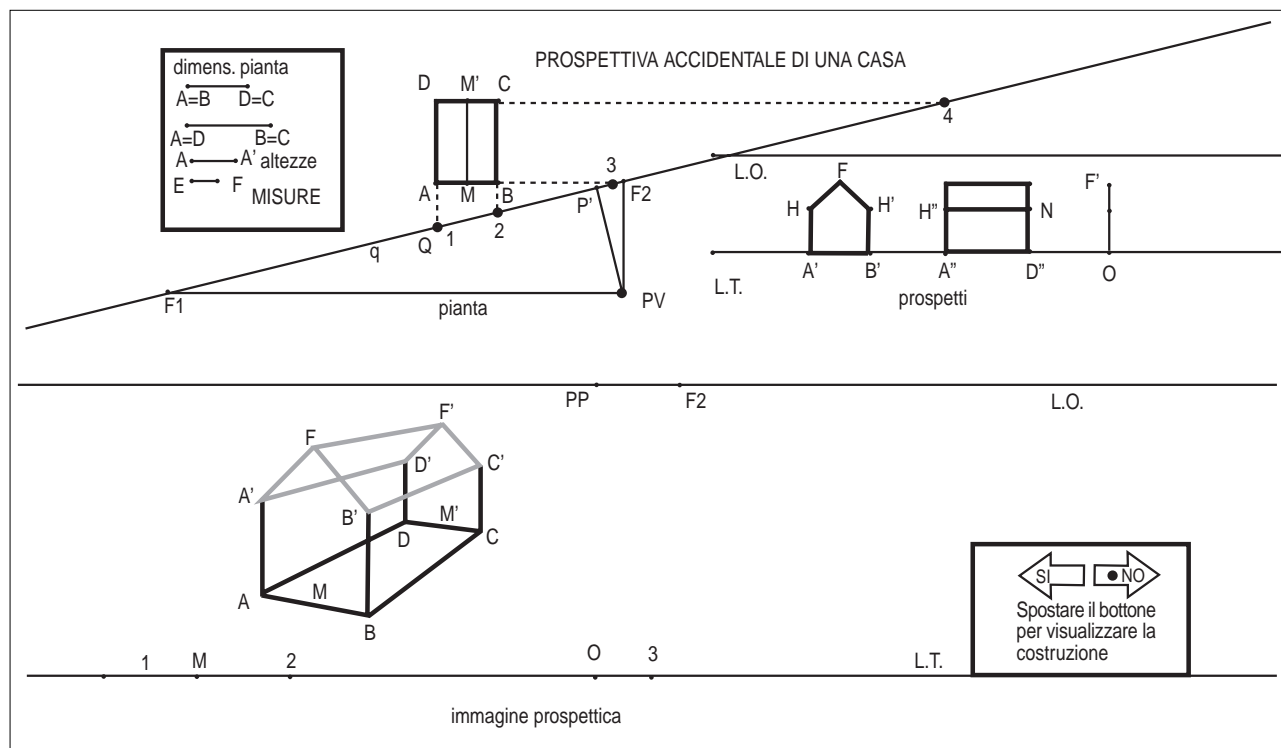 PROSPETTIVA ACCIDENTALE DI UNA CASA
dimens. pianta
A=B D=C
A=D B=C
A A' altezze
E F
MISURE
D M' C
4
3
L.O.
A M B P' F2
F F'
H H' H" N
Q 1 2
q
L.T. A' B' A" D" O
F1 PV
pianta prospetti
PP F2 L.O.
F'
F
D' C'
A'
B' M'
D C
A M
B
SI NO
Spostare il bottone
per visualizzare la
costruzione
1 M 2 O 3 L.T.
immagine prospettica